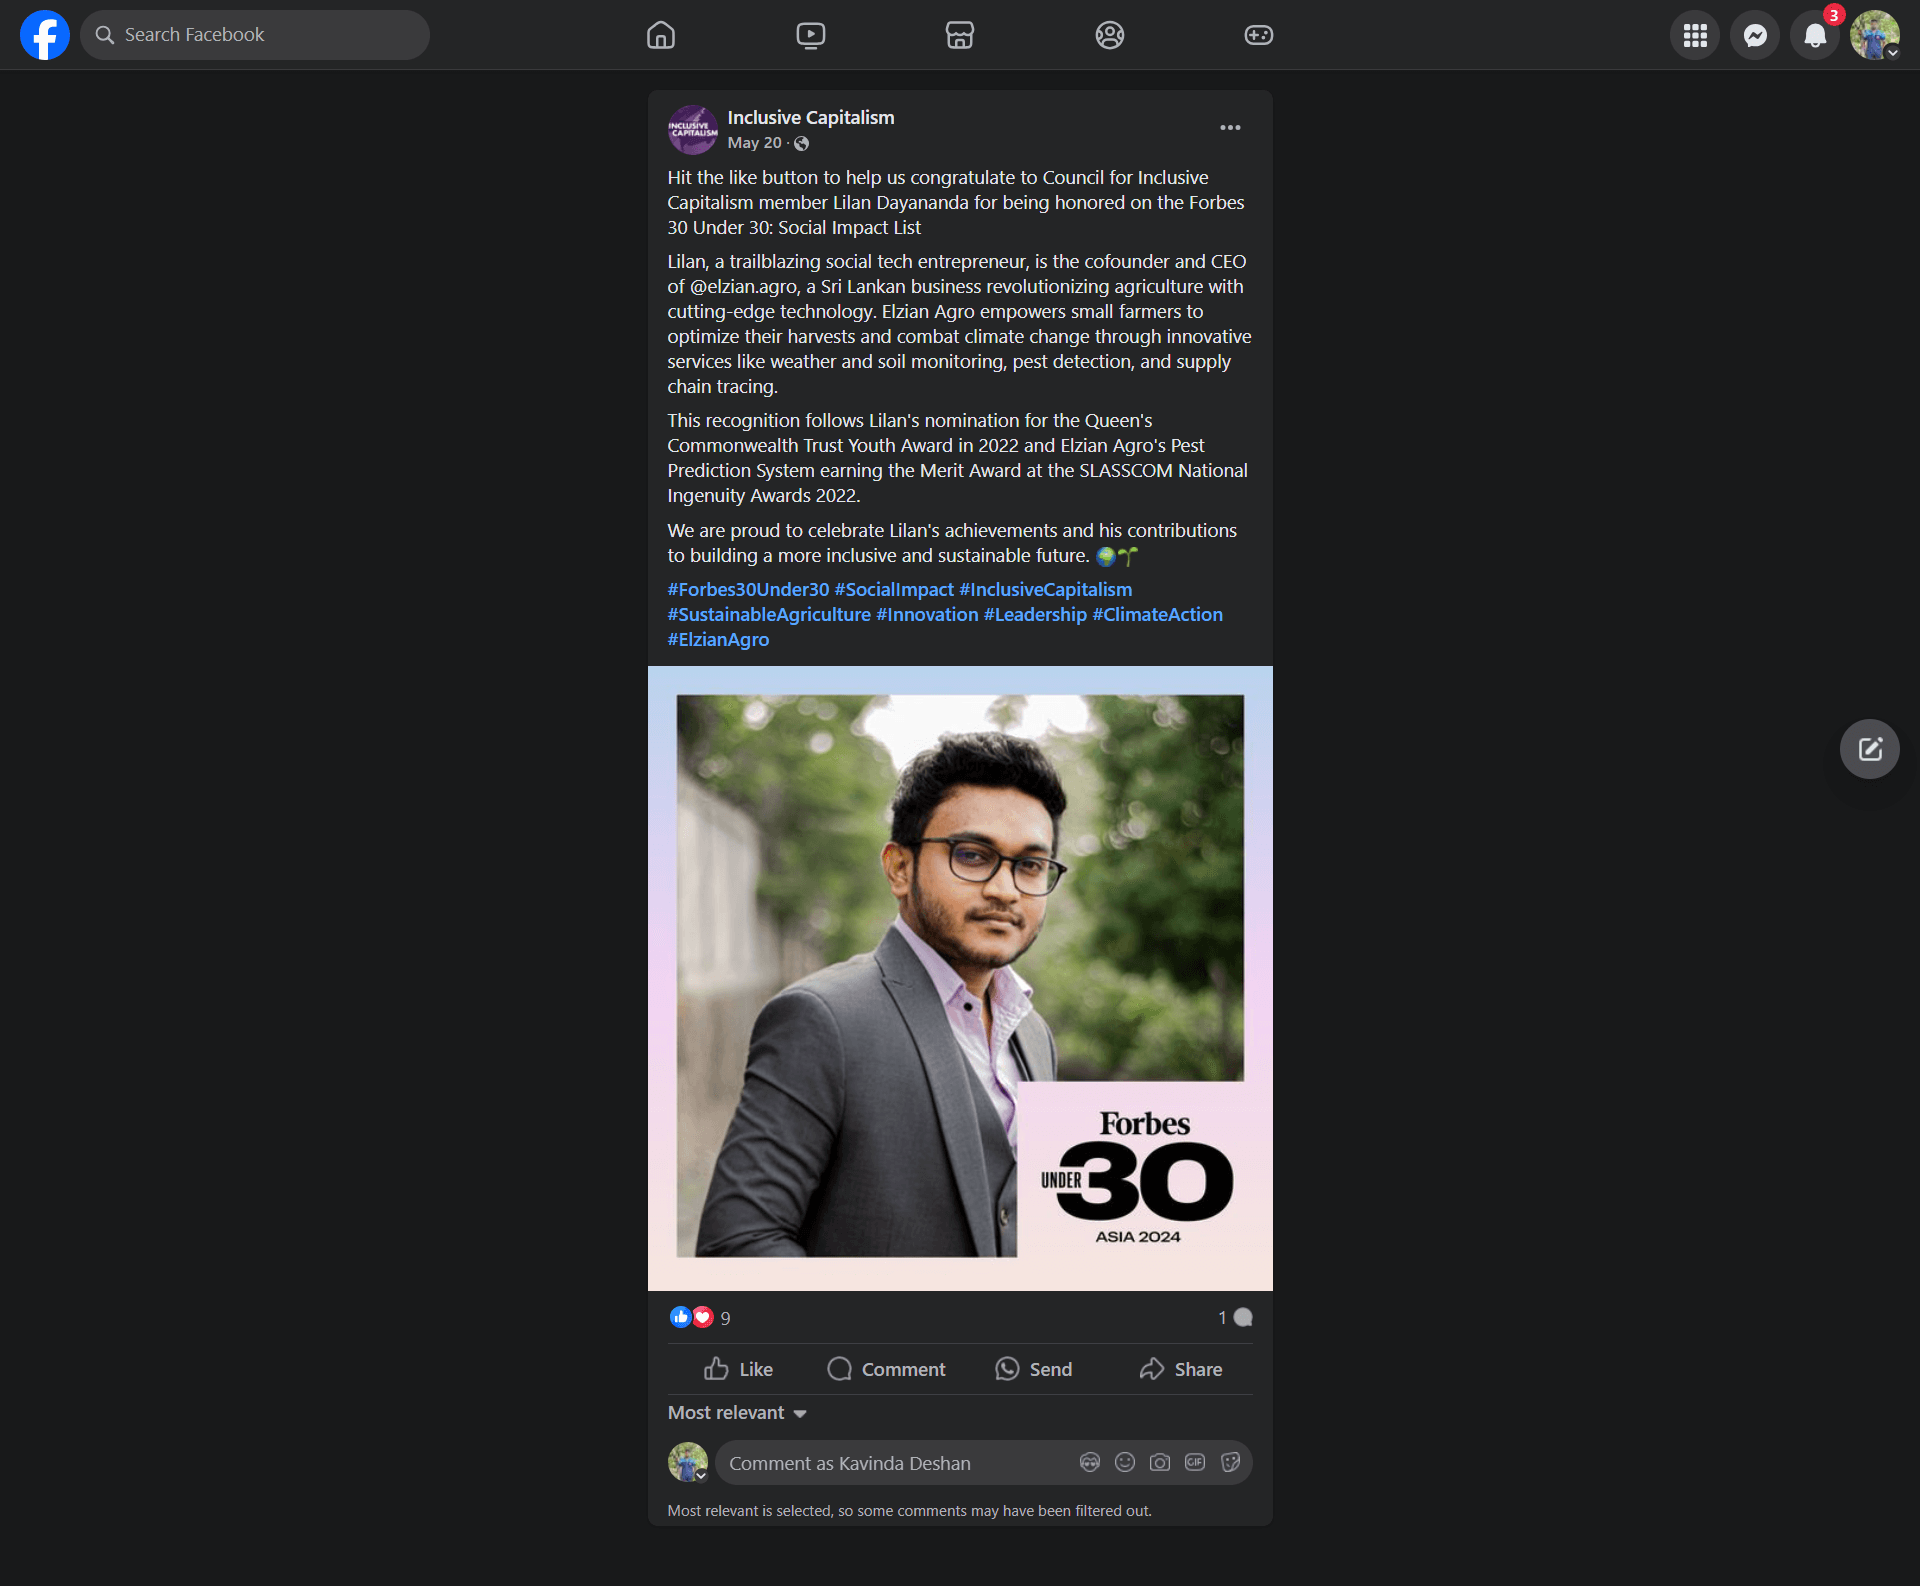 Search Facebook
3
INCLUSIVE
CAPITALISM
Inclusive Capitalism
May 20 ·
Hit the like button to help us congratulate to Council for Inclusive
Capitalism member Lilan Dayananda for being honored on the Forbes
30 Under 30: Social Impact List
Lilan, a trailblazing social tech entrepreneur, is the cofounder and CEO
of @elzian.agro, a Sri Lankan business revolutionizing agriculture with
cutting-edge technology. Elzian Agro empowers small farmers to
optimize their harvests and combat climate change through innovative
services like weather and soil monitoring, pest detection, and supply
chain tracing.
This recognition follows Lilan's nomination for the Queen's
Commonwealth Trust Youth Award in 2022 and Elzian Agro's Pest
Prediction System earning the Merit Award at the SLASSCOM National
Ingenuity Awards 2022.
We are proud to celebrate Lilan's achievements and his contributions
to building a more inclusive and sustainable future. 🌍🌱
#Forbes30Under30 #SocialImpact #InclusiveCapitalism
#SustainableAgriculture #Innovation #Leadership #ClimateAction
#ElzianAgro
Forbes
UNDER 30
ASIA 2024
9
1
Like
Comment
Send
Share
Most relevant
Comment as Kavinda Deshan
GIF
Most relevant is selected, so some comments may have been filtered out.